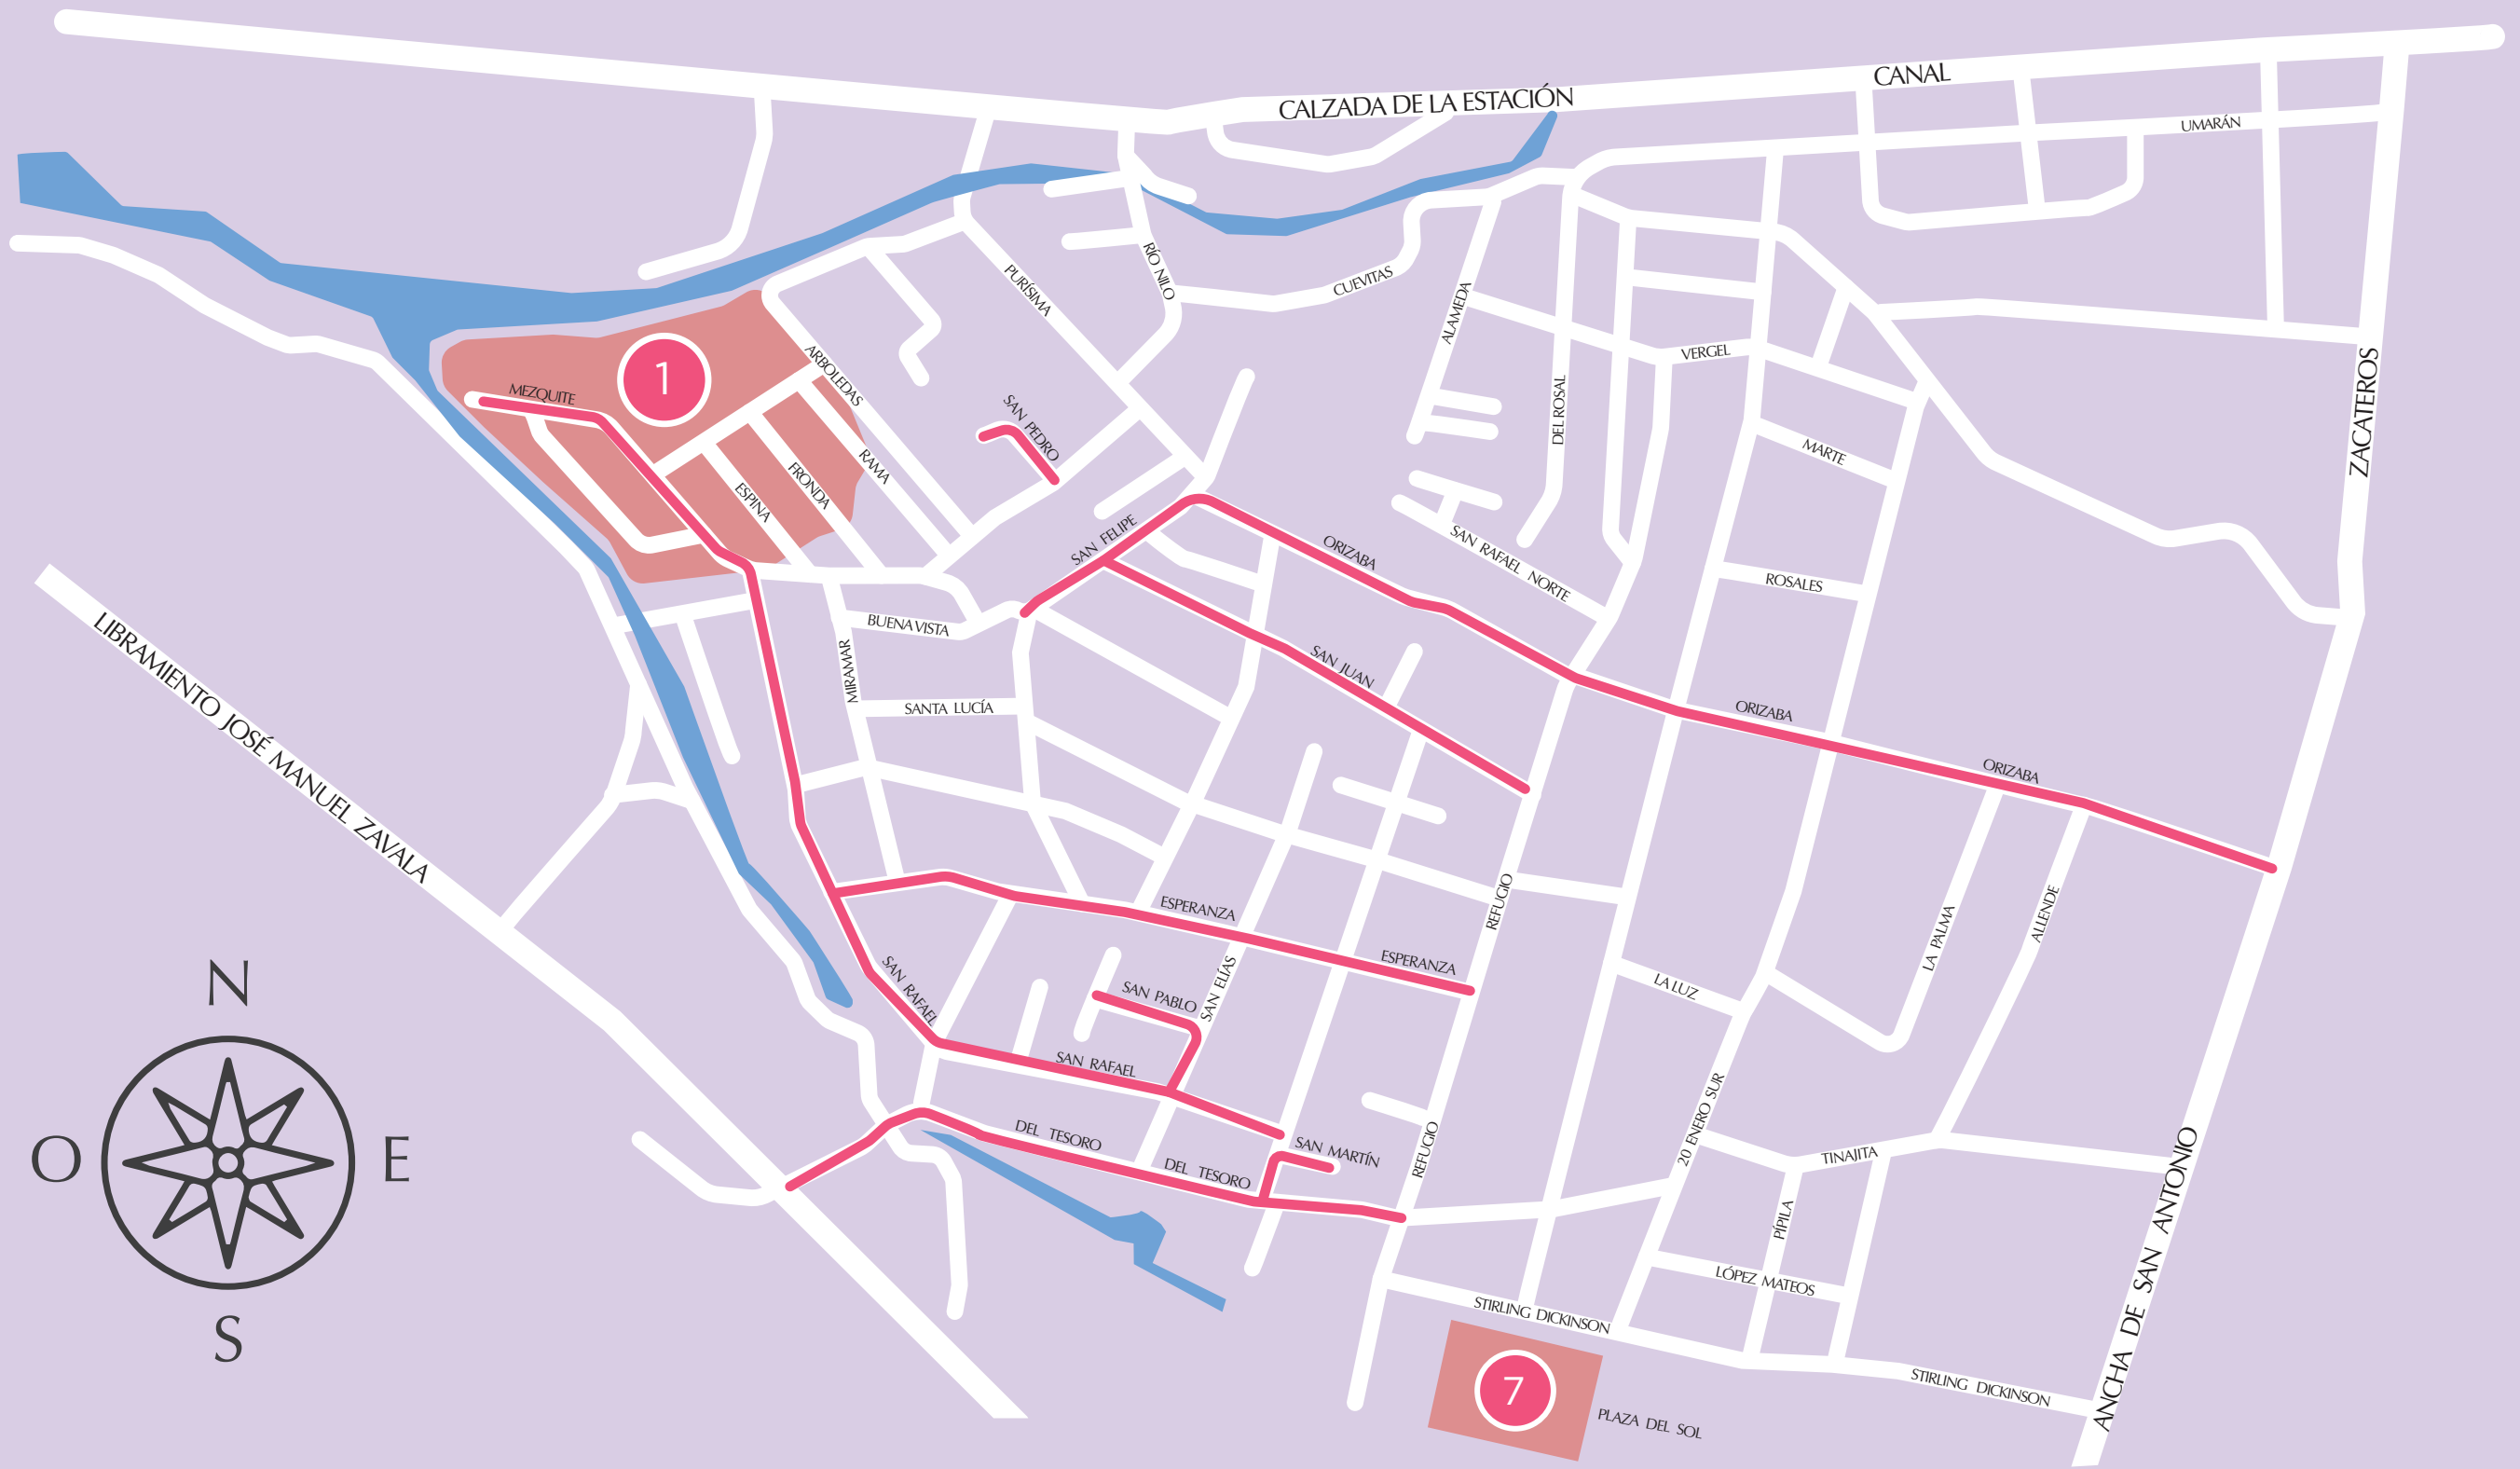 CANAL
CALZADA DE LA ESTACIÓN
UMARÁN
RÍO NILO
PURÍSIMA
CUEVITAS
ALAMEDA
ARBOLEDAS
VERGEL
ZACATEROS
1
MEZQUITE
DEL ROSAL
SAN PEDRO
MARTE
RAMA
FRONDA
ESPINA
SAN FELIPE
ORIZABA
SAN RAFAEL NORTE
ROSALES
BUENAVISTA
LIBRAMIENTO JOSÉ MANUEL ZAVALA
MIRAMAR
SAN JUAN
SANTA LUCÍA
ORIZABA
ORIZABA
REFUGIO
ESPERANZA
ALLENDE
LA PALMA
ESPERANZA
SAN ELÍAS
SAN RAFAEL
SAN PABLO
LA LUZ
N
SAN RAFAEL
20 ENERO SUR
DEL TESORO
SAN MARTÍN
REFUGIO
TINAJITA
O
E
DEL TESORO
PÍPILA
ANCHA DE SAN ANTONIO
LÓPEZ MATEOS
STIRLING DICKINSON
S
7
STIRLING DICKINSON
PLAZA DEL SOL